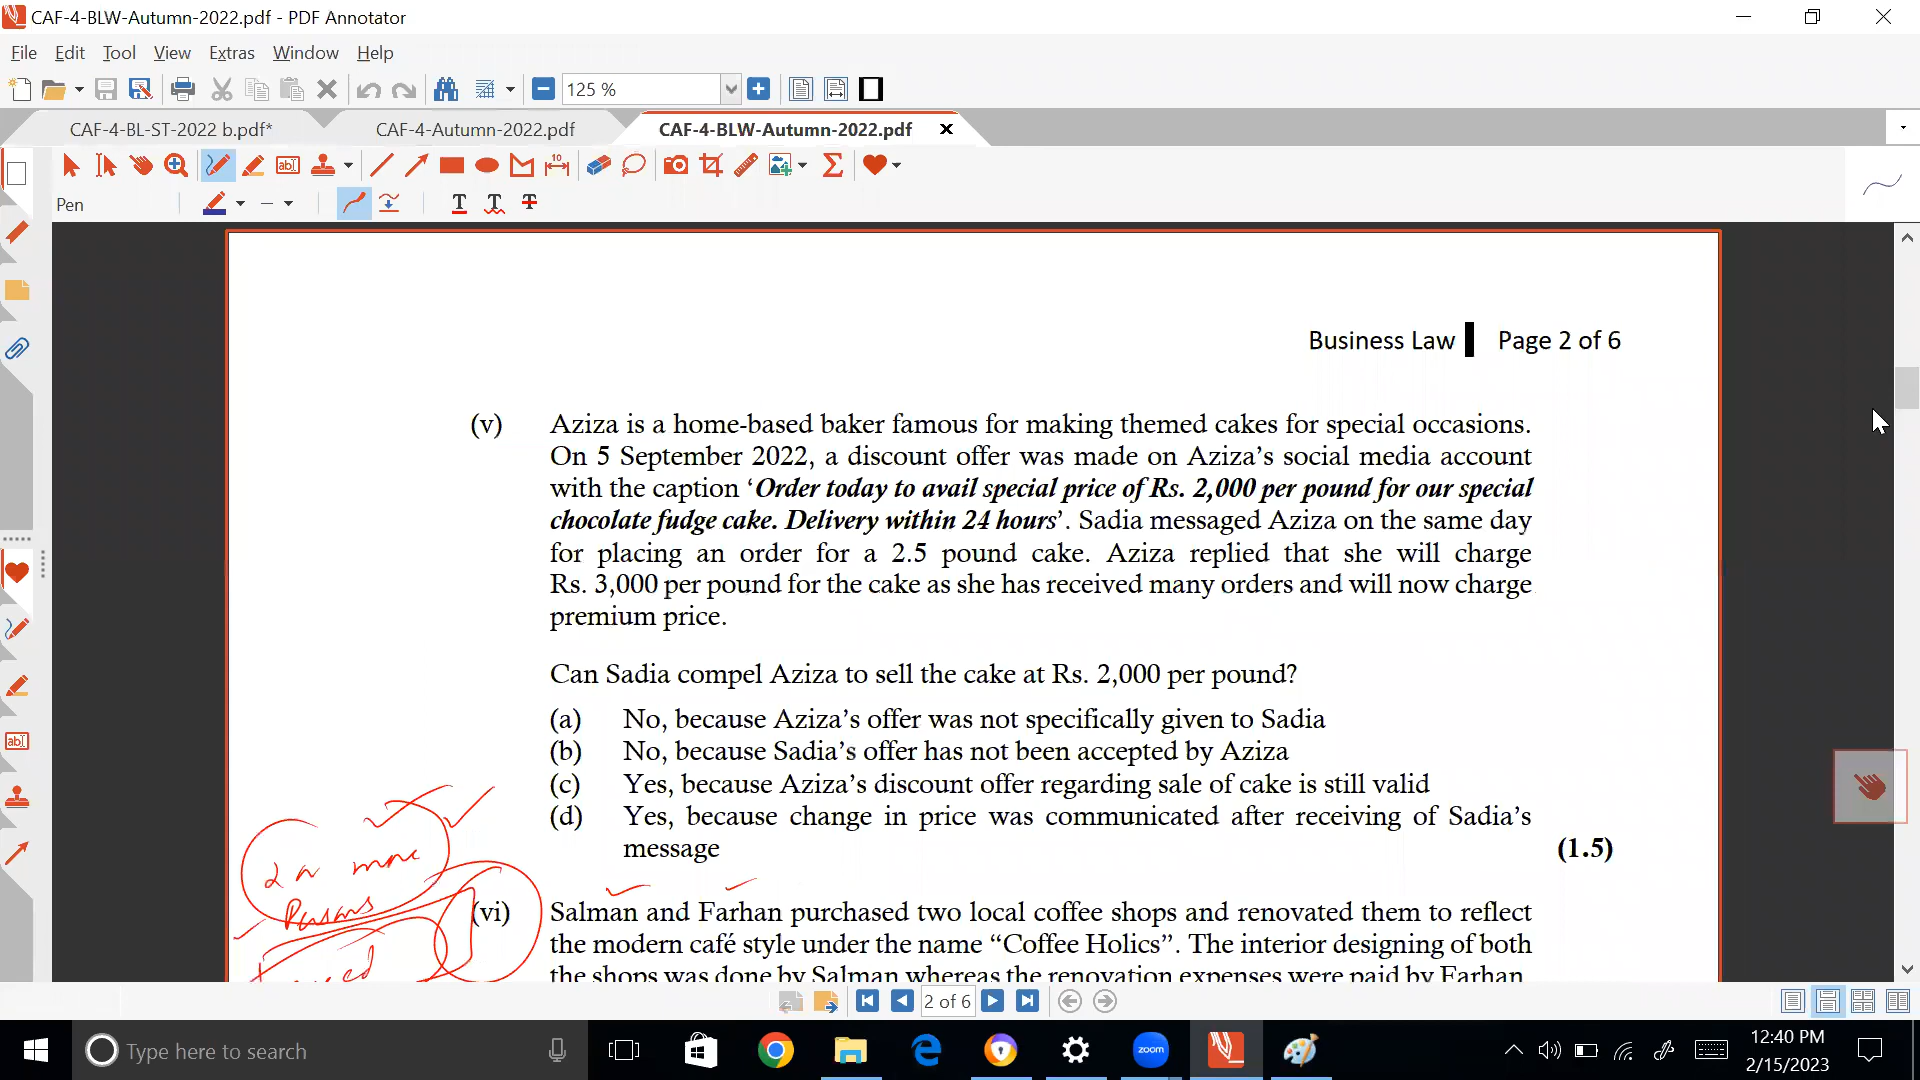 CAF-4-BLW-Autumn-2022.pdf - PDF Annotator
File Edit Tool View Extras Window Help
125 %
CAF-4-BL-ST-2022 b.pdf* CAF-4-Autumn-2022.pdf CAF-4-BLW-Autumn-2022.pdf
Pen
Business Law Page 2 of 6
(v) Aziza is a home-based baker famous for making themed cakes for special occasions.
On 5 September 2022, a discount offer was made on Aziza’s social media account
with the caption ‘Order today to avail special price of Rs. 2,000 per pound for our special
chocolate fudge cake. Delivery within 24 hours’. Sadia messaged Aziza on the same day
for placing an order for a 2.5 pound cake. Aziza replied that she will charge
Rs. 3,000 per pound for the cake as she has received many orders and will now charge
premium price.
Can Sadia compel Aziza to sell the cake at Rs. 2,000 per pound?
(a) No, because Aziza’s offer was not specifically given to Sadia
(b) No, because Sadia’s offer has not been accepted by Aziza
(c) Yes, because Aziza’s discount offer regarding sale of cake is still valid
(d) Yes, because change in price was communicated after receiving of Sadia’s
message (1.5)
2 or more
Persons
(vi) Salman and Farhan purchased two local coffee shops and renovated them to reflect
the modern café style under the name “Coffee Holics”. The interior designing of both
the shops was done by Salman whereas the renovation expenses were paid by Farhan.
2 of 6
Type here to search
zoom
12:40 PM
2/15/2023